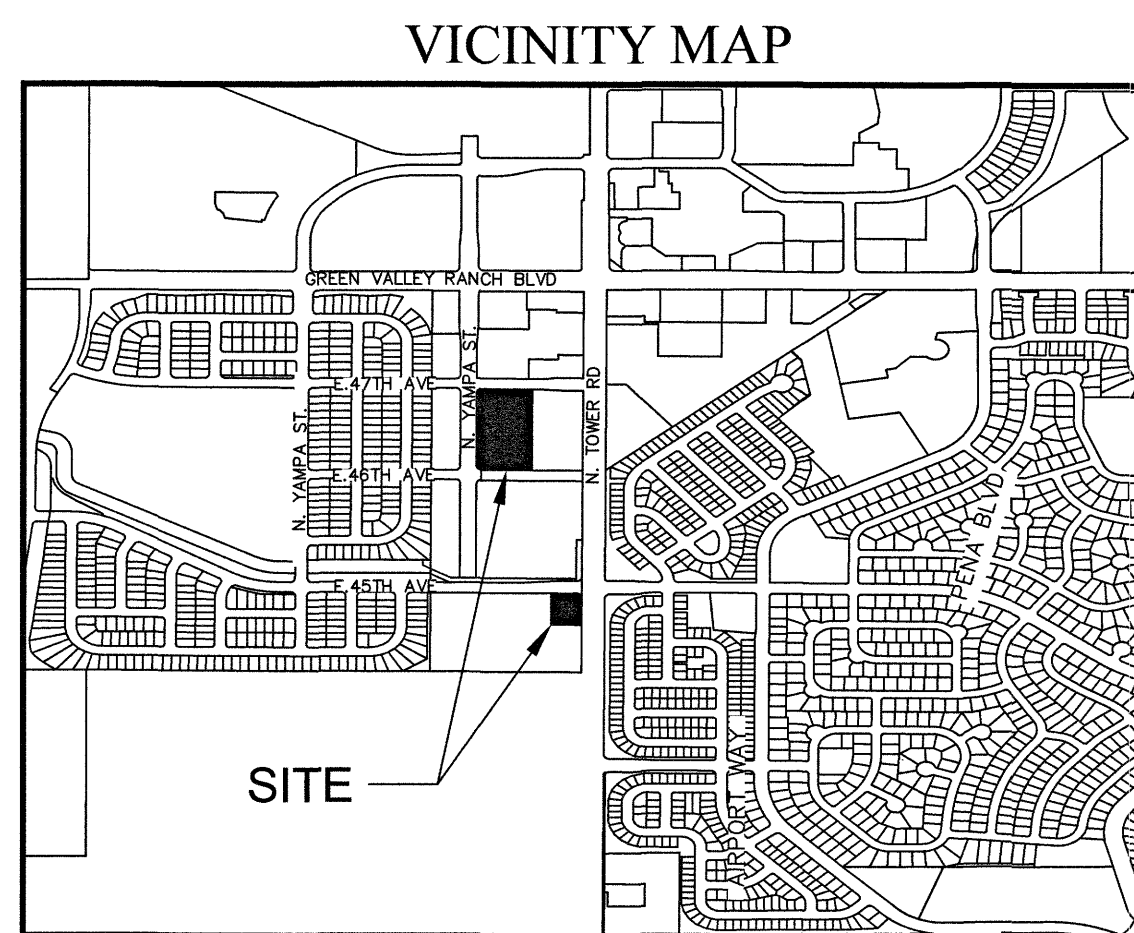 VICINITY MAP
GREEN VALLEY RANCH BLVD
N. YAMPA ST.
E.47TH AVE
N. TOWER RD
N. YAMPA ST.
E.46TH AVE
PENA BLVD
E.45TH AVE
SITE
AIRPORT WAY